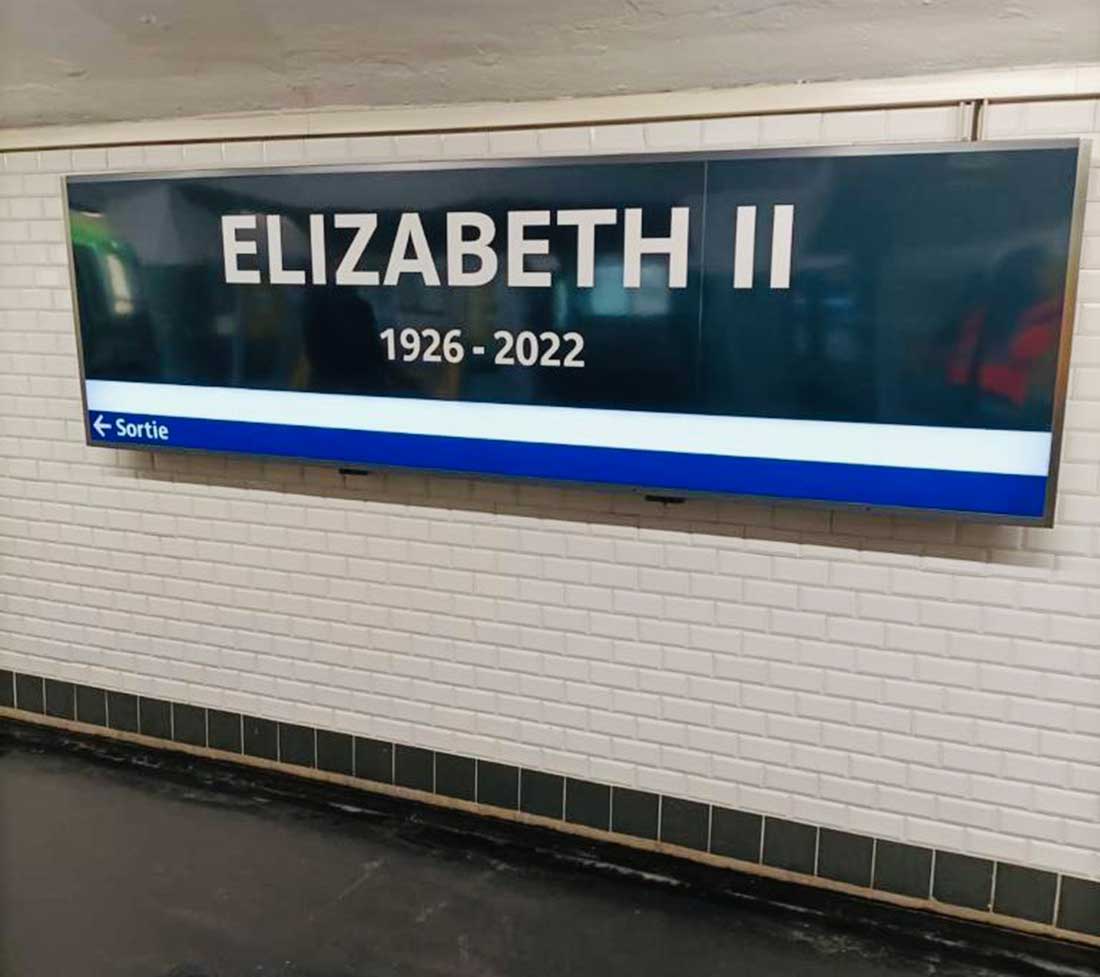 ELIZABETH II
1926 - 2022
← Sortie